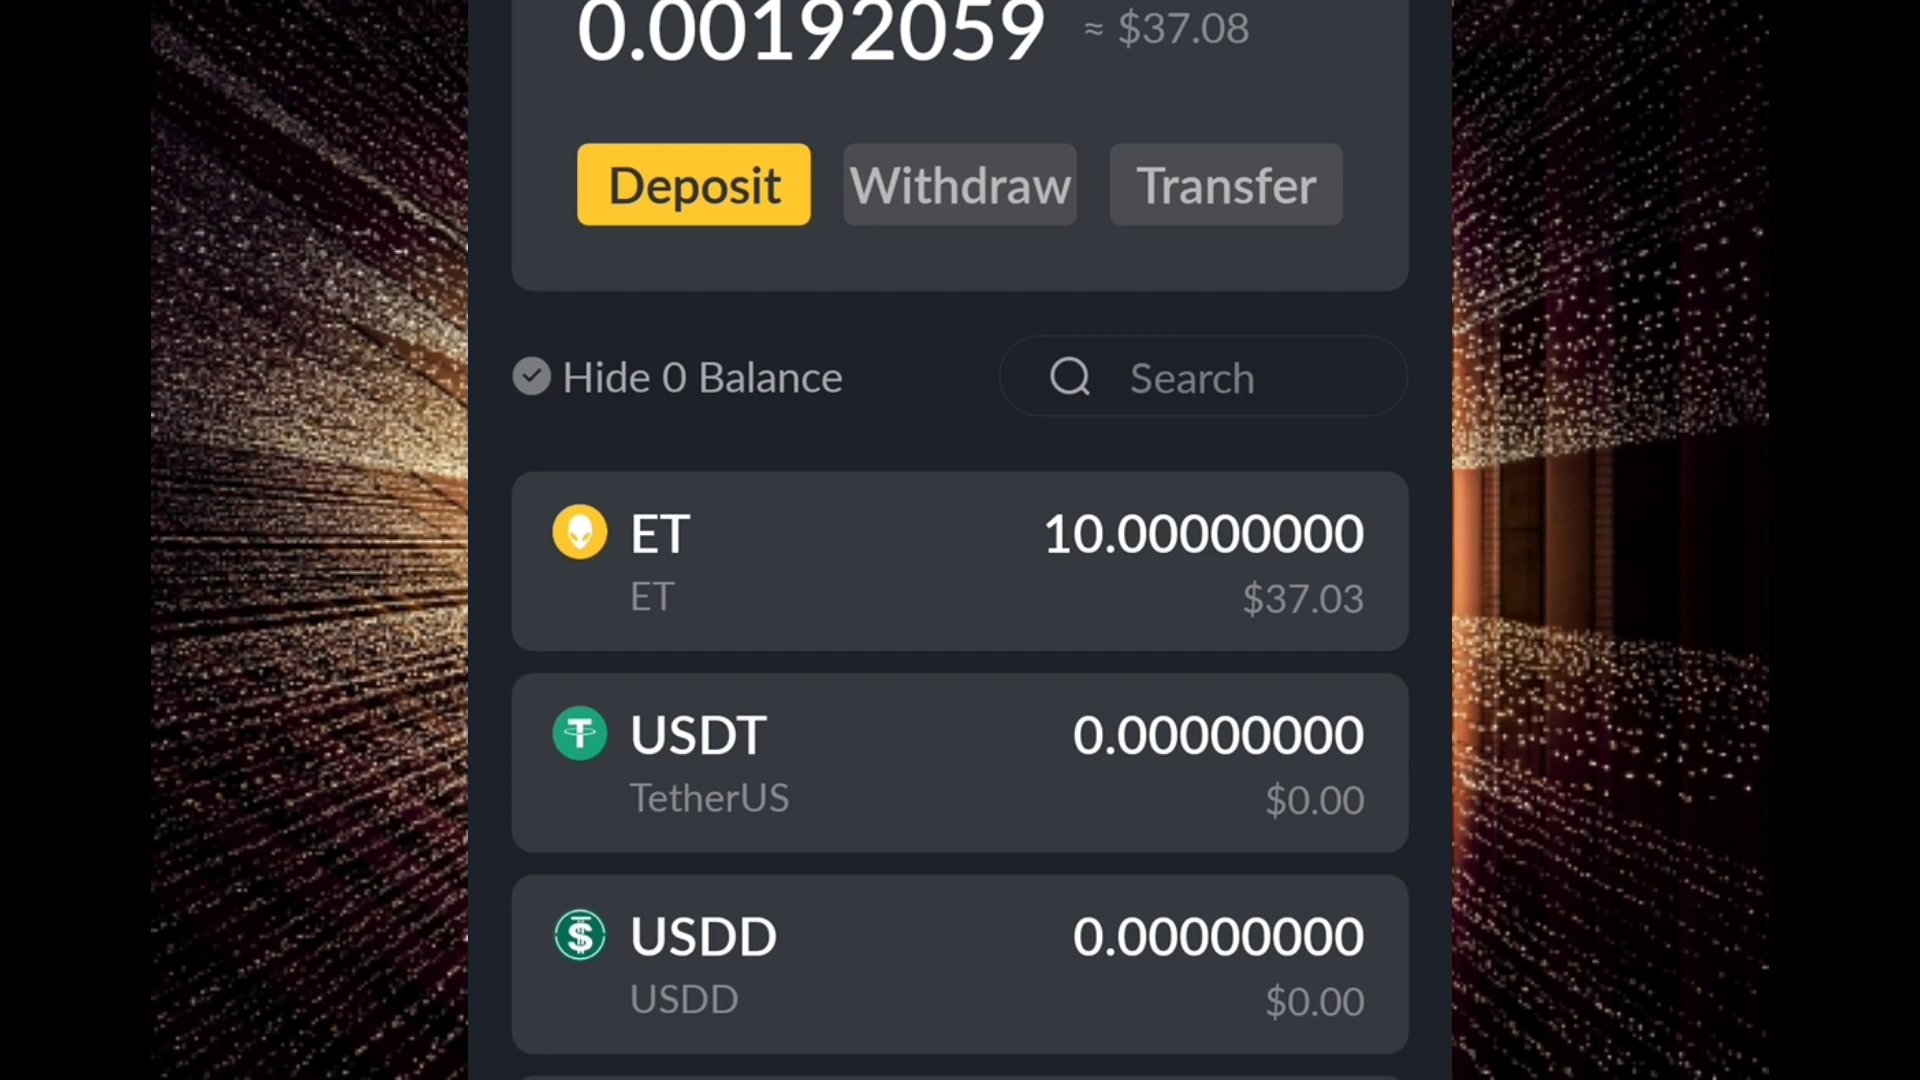 0.00192059 ≈ $37.08
Deposit Withdraw Transfer
Hide 0 Balance Search
ET 10.00000000
ET $37.03
USDT 0.00000000
TetherUS $0.00
USDD 0.00000000
USDD $0.00